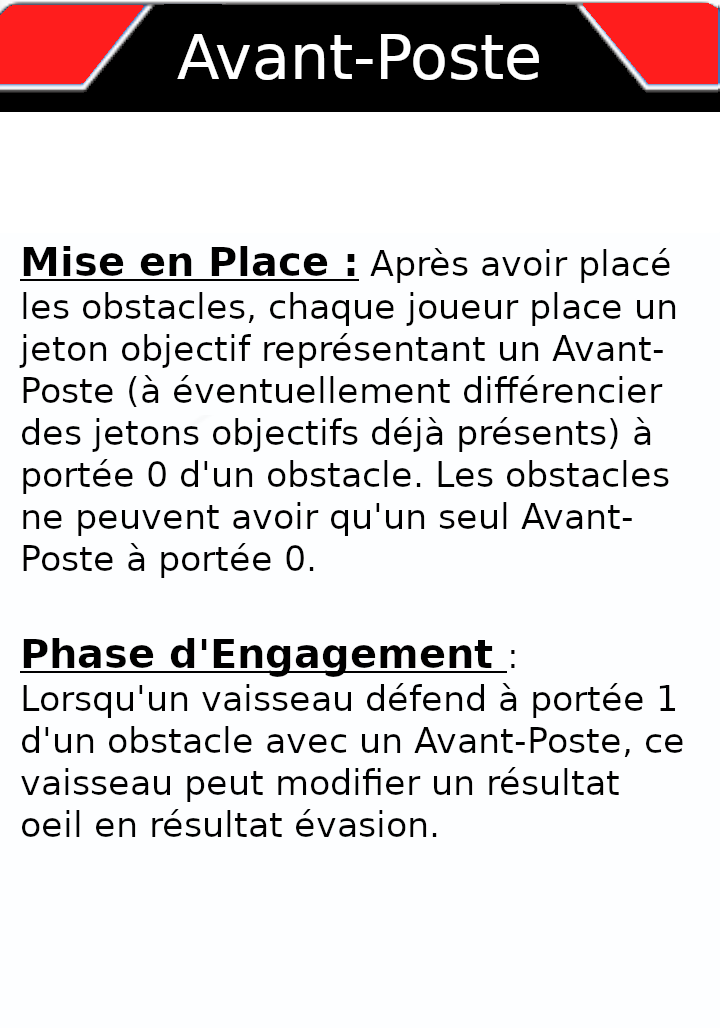 Avant-Poste
Mise en Place : Après avoir placé
les obstacles, chaque joueur place un
jeton objectif représentant un Avant-
Poste (à éventuellement différencier
des jetons objectifs déjà présents) à
portée 0 d'un obstacle. Les obstacles
ne peuvent avoir qu'un seul Avant-
Poste à portée 0.
Phase d'Engagement :
Lorsqu'un vaisseau défend à portée 1
d'un obstacle avec un Avant-Poste, ce
vaisseau peut modifier un résultat
oeil en résultat évasion.